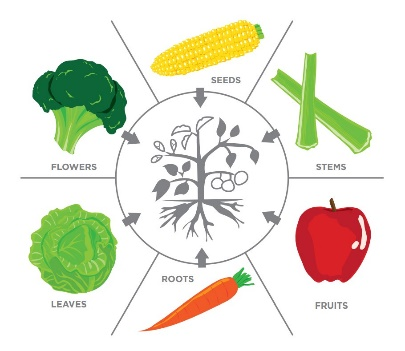 SEEDS
FLOWERS
STEMS
LEAVES
ROOTS
FRUITS